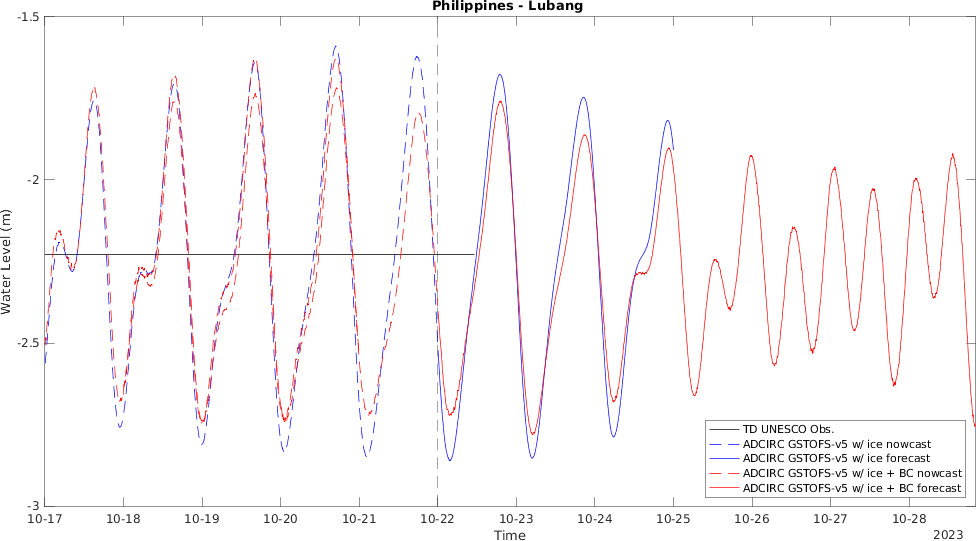 Philippines - Lubang
Water Level (m)
-1.5
-2
-2.5
-3
TD UNESCO Obs.
ADCIRC GSTOFS-v5 w/ ice nowcast
ADCIRC GSTOFS-v5 w/ ice forecast
ADCIRC GSTOFS-v5 w/ ice + BC nowcast
ADCIRC GSTOFS-v5 w/ ice + BC forecast
10-17 10-18 10-19 10-20 10-21 10-22 10-23 10-24 10-25 10-26 10-27 10-28
Time
2023